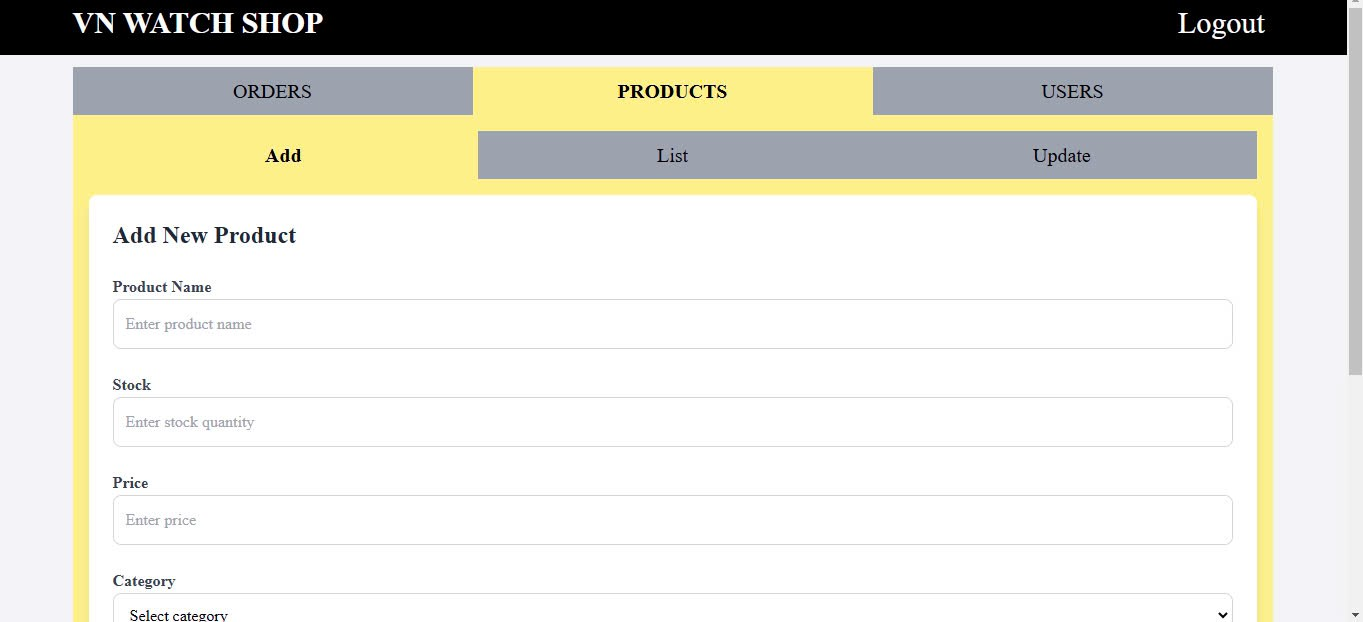 VN WATCH SHOP Logout
ORDERS PRODUCTS USERS
Add List Update
Add New Product
Product Name
Enter product name
Stock
Enter stock quantity
Price
Enter price
Category
Select category